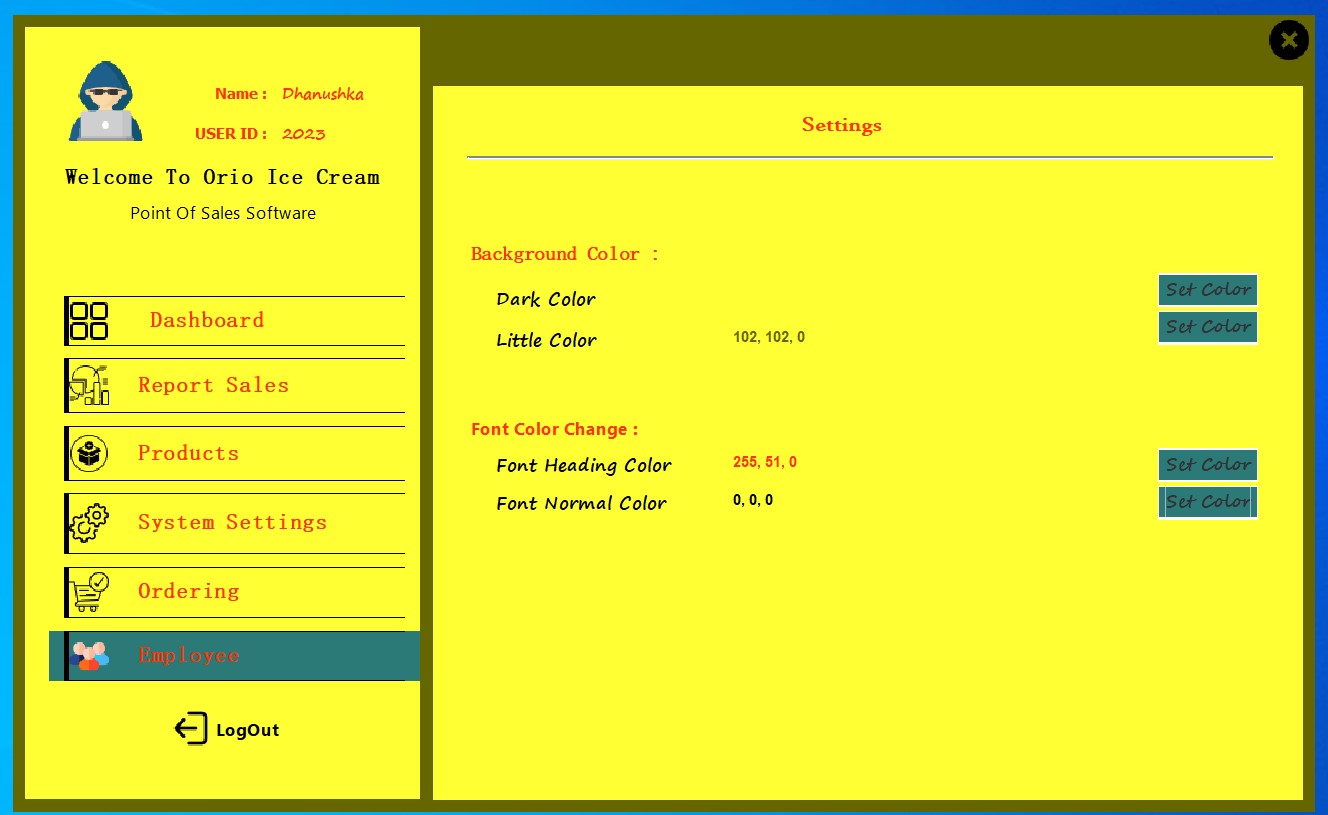 Name : Dhanushka
USER ID : 2023
Welcome To Orio Ice Cream
Point Of Sales Software
Dashboard
Report Sales
Products
System Settings
Ordering
Employee
LogOut
Settings
Background Color :
Dark Color Set Color
Little Color 102, 102, 0 Set Color
Font Color Change :
Font Heading Color 255, 51, 0 Set Color
Font Normal Color 0, 0, 0 Set Color